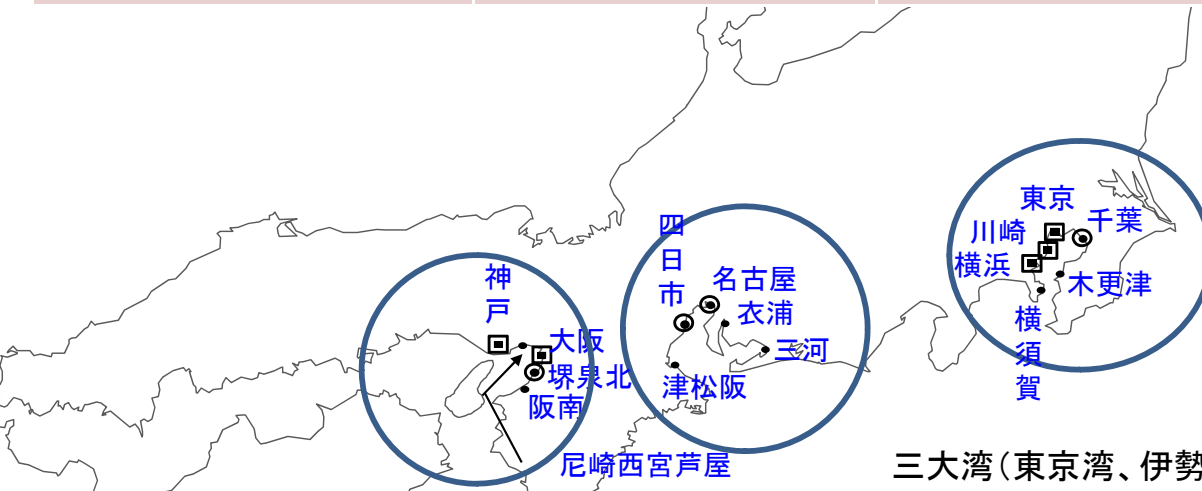 神戸
大阪
堺泉北
阪南
尼崎西宮芦屋
四日市
名古屋
衣浦
三河
津松阪
東京
千葉
川崎
横浜
木更津
横須賀
三大湾（東京湾、伊勢